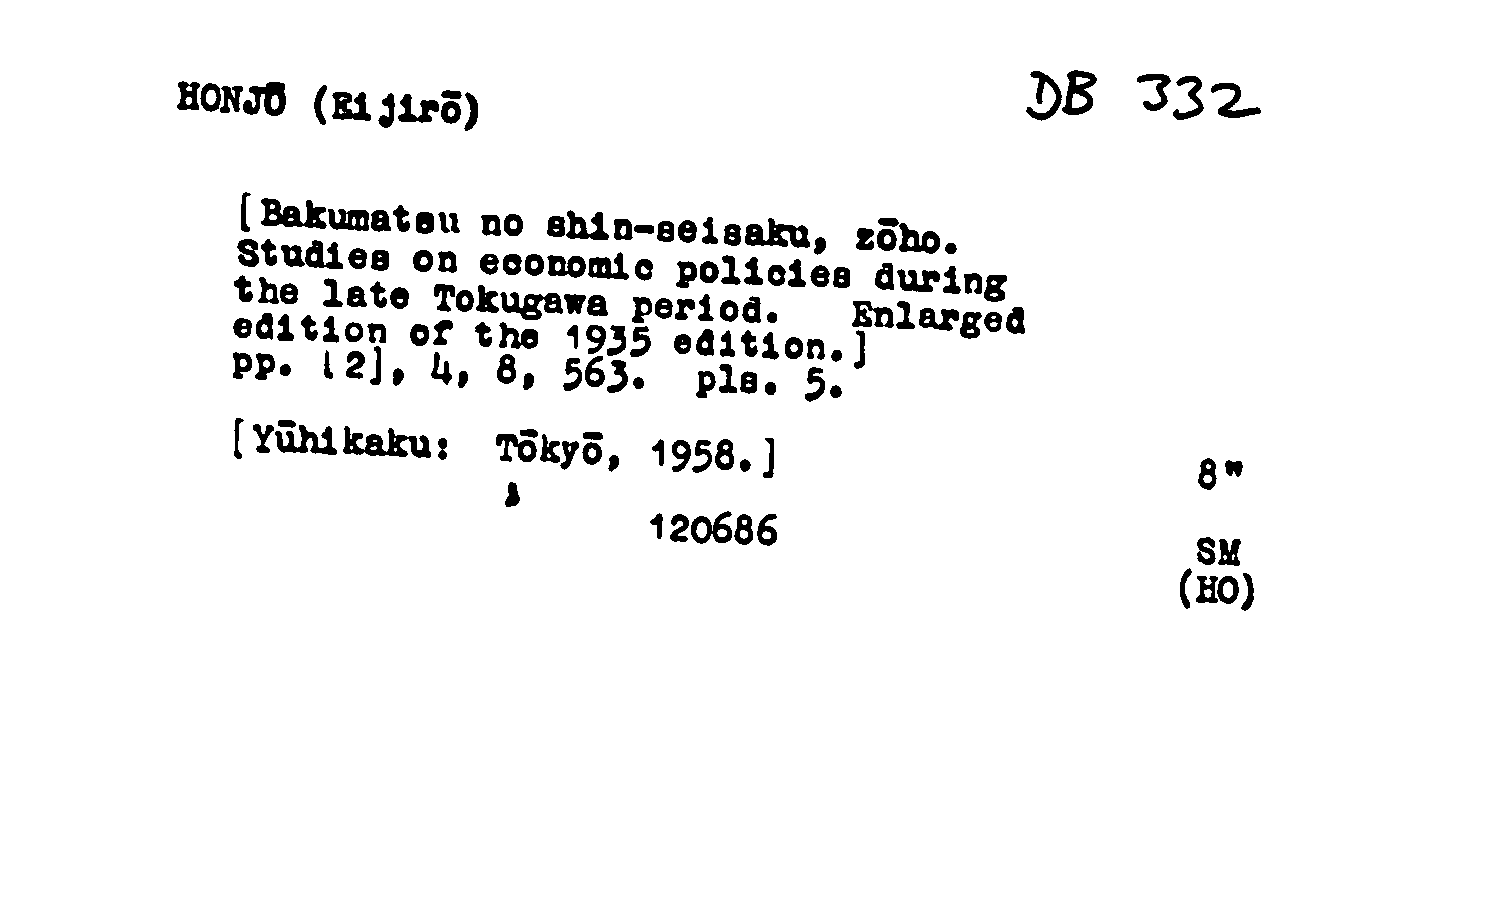 HONJŌ (Eijirō)
DB 332
[Bakumatsu no shin-seisaku, zōho.
Studies on economic policies during
the late Tokugawa period. Enlarged
edition of the 1935 edition.]
pp. [2], 4, 8, 563. pls. 5.
[Yūhikaku: Tōkyō, 1958.]
8"
120686
SM
(HO)